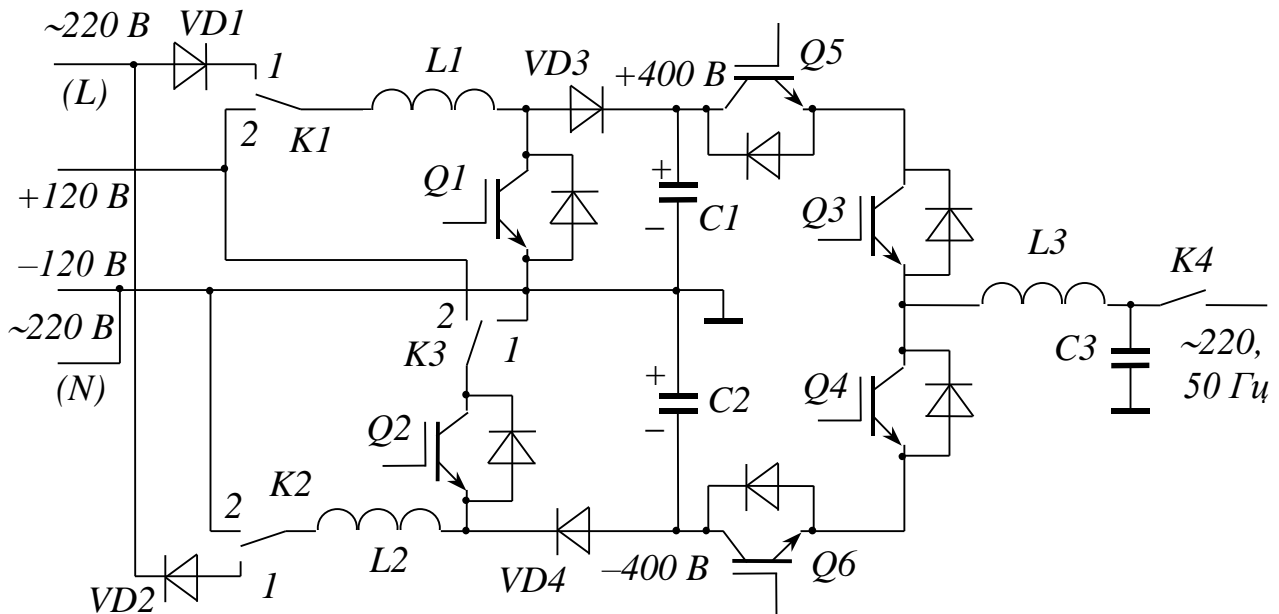 ~220 В
VD1
(L)
1
2
K1
L1
VD3
+400 В
Q5
+120 В
Q1
+
–
C1
Q3
–120 В
~220 В
(N)
2
K3
1
L3
K4
C3
~220,
50 Гц
+
–
C2
Q2
Q4
2
K2
L2
1
VD2
VD4
–400 В
Q6